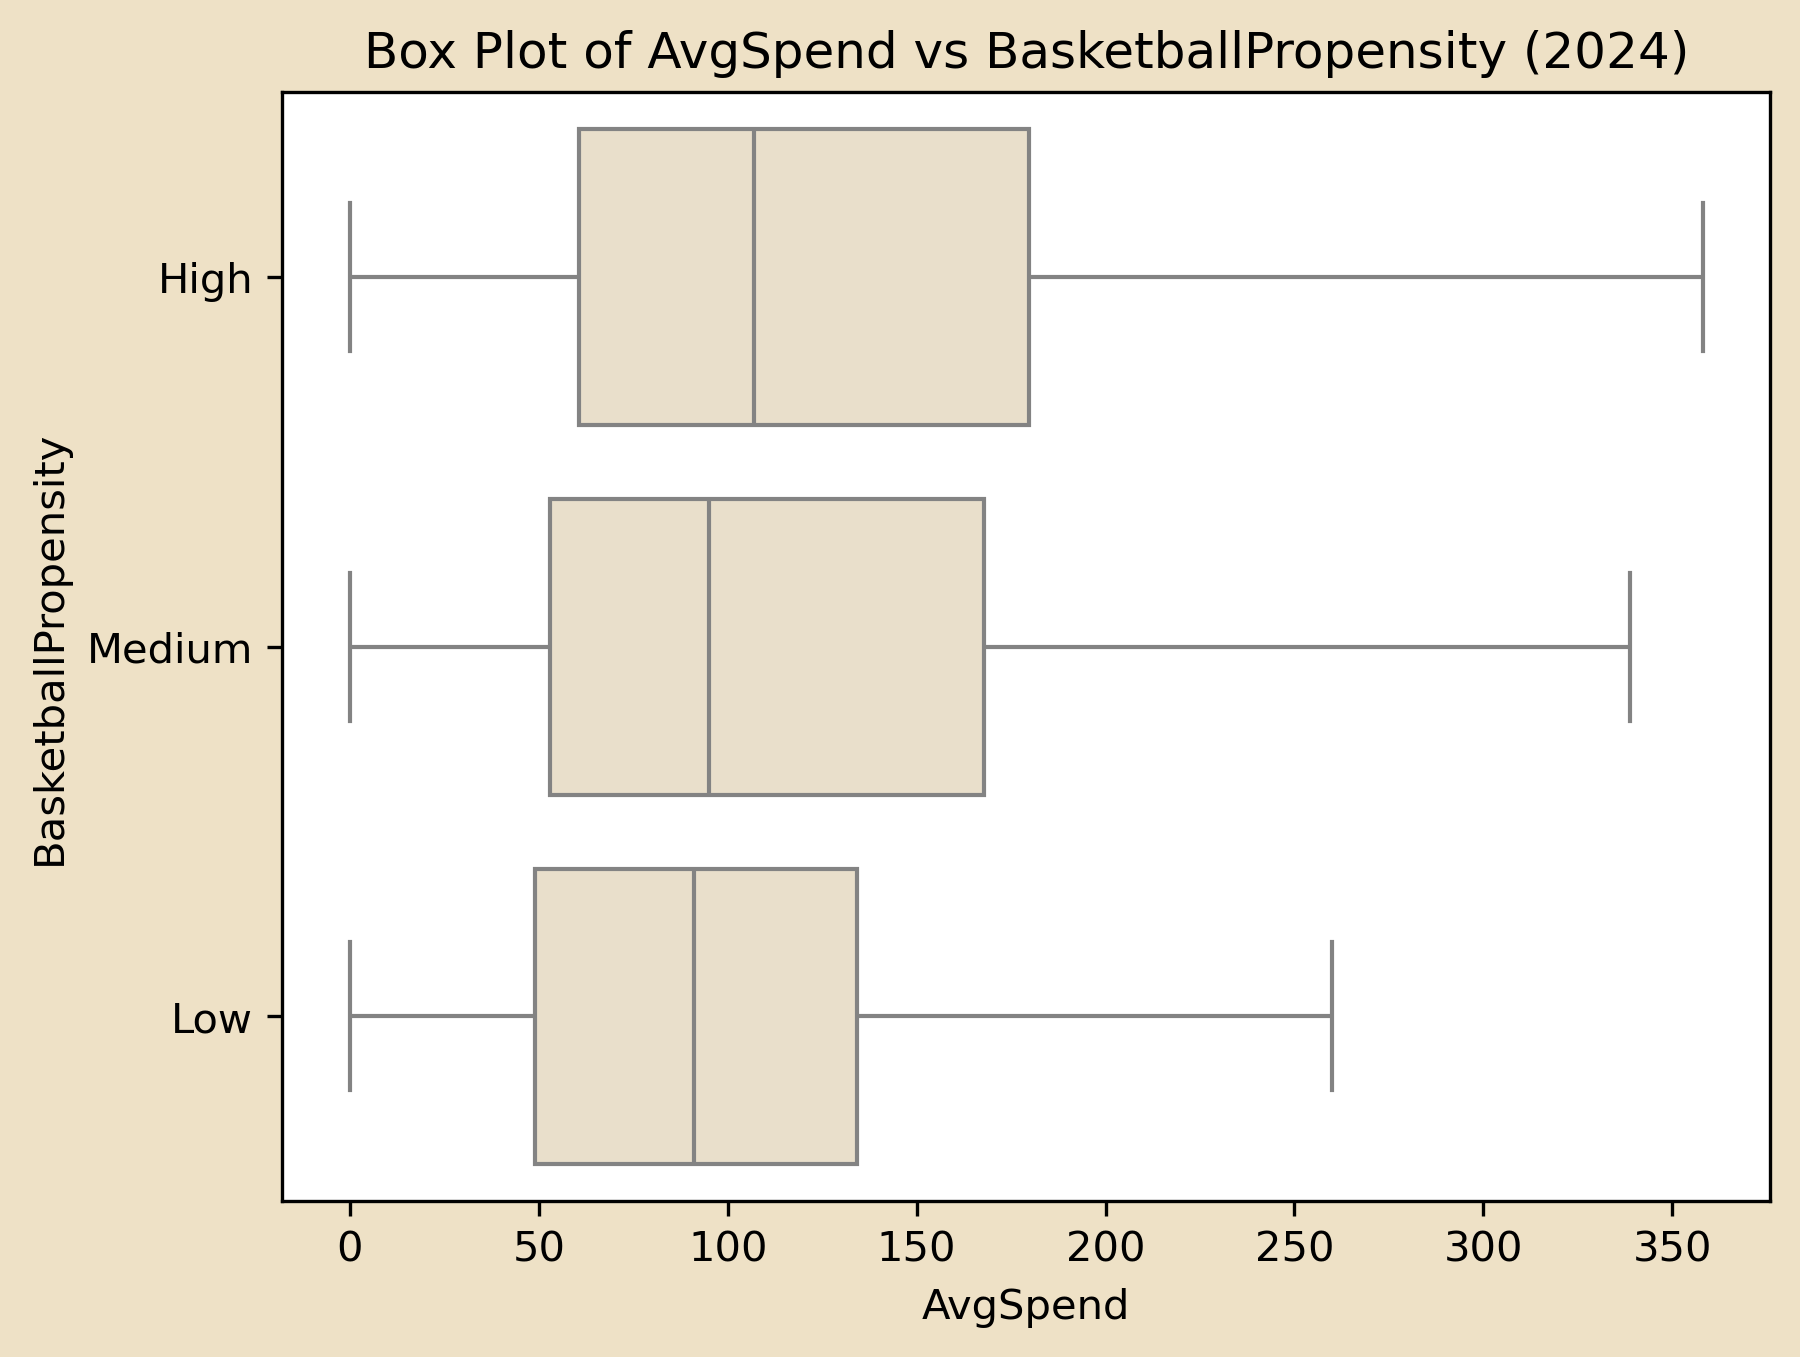 Box Plot of AvgSpend vs BasketballPropensity (2024)
BasketballPropensity
High
Medium
Low
0 50 100 150 200 250 300 350
AvgSpend